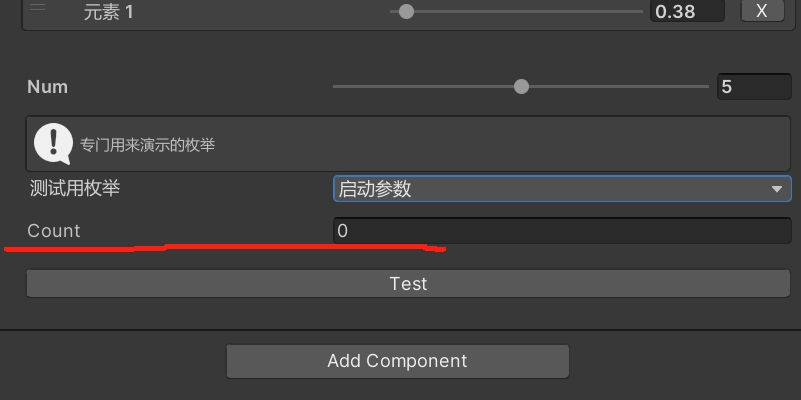 元素 1 0.38 X
Num 5
专门用来演示的枚举
测试用枚举 启动参数
Count 0
Test
Add Component